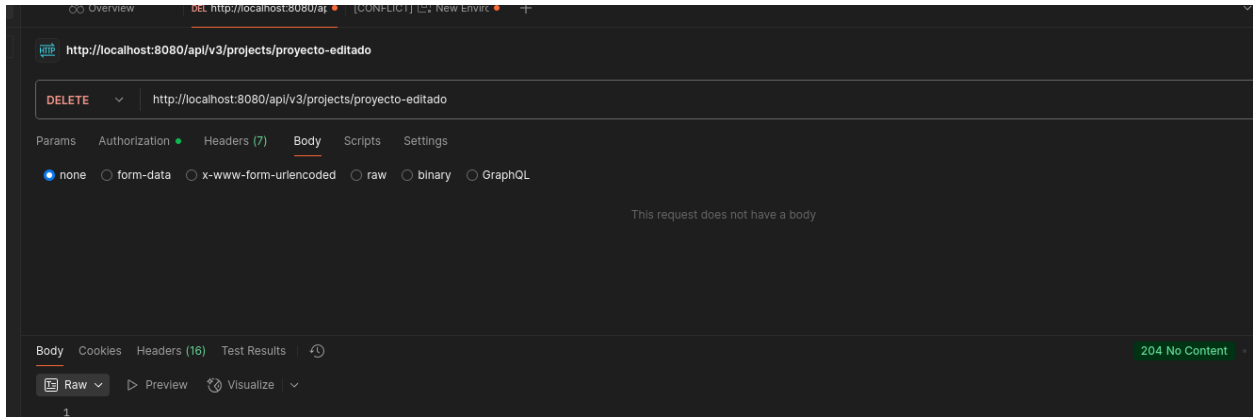 Overview DEL http://localhost:8080/ap [CONFLICT] New Enviro +
HTTP http://localhost:8080/api/v3/projects/proyecto-editado
DELETE http://localhost:8080/api/v3/projects/proyecto-editado
Params Authorization Headers (7) Body Scripts Settings
none form-data x-www-form-urlencoded raw binary GraphQL
This request does not have a body
Body Cookies Headers (16) Test Results 204 No Content
Raw Preview Visualize
1